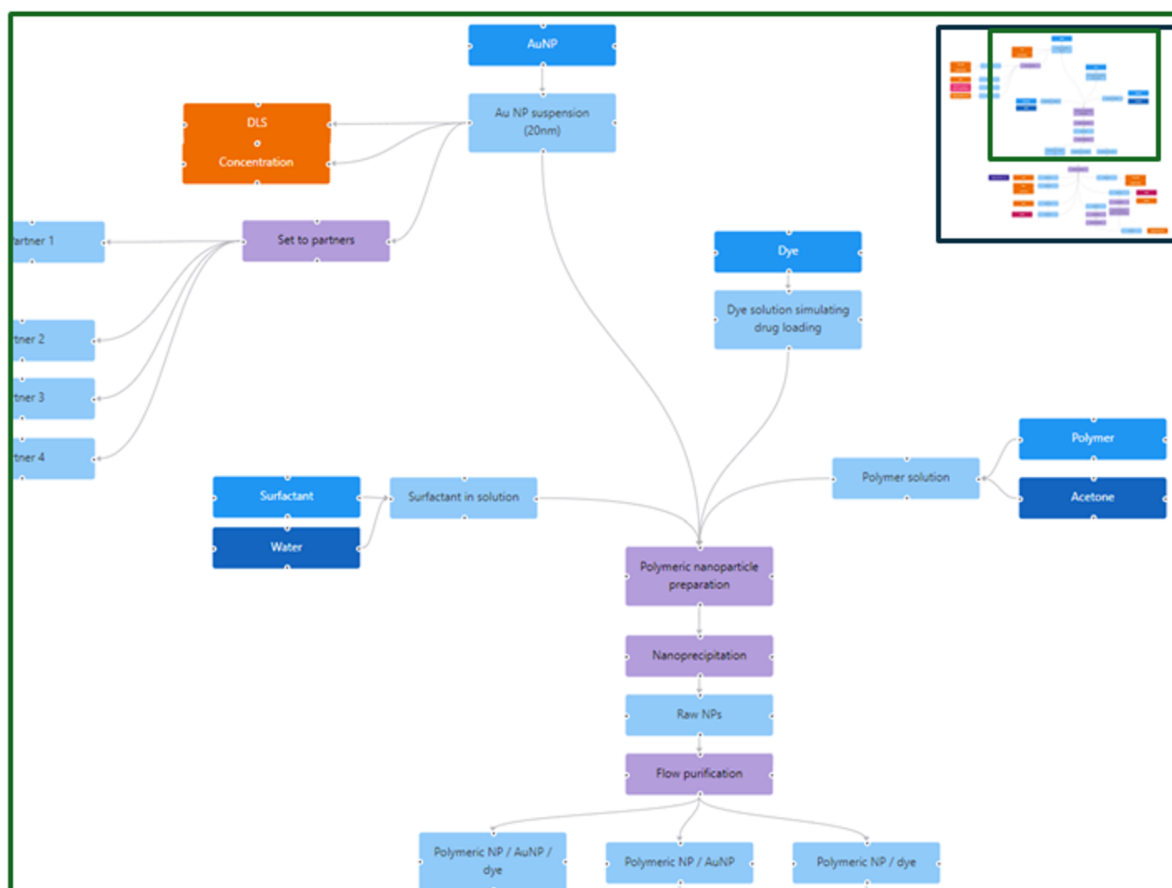 AuNP
Au NP suspension
(20nm)
DLS
Concentration
Set to partners
artner 1
rtner 2
rtner 3
rtner 4
Dye
Dye solution simulating
drug loading
Polymer
Acetone
Polymer solution
Surfactant
Water
Surfactant in solution
Polymeric nanoparticle
preparation
Nanoprecipitation
Raw NPs
Flow purification
Polymeric NP / AuNP /
dye
Polymeric NP / AuNP
Polymeric NP / dye